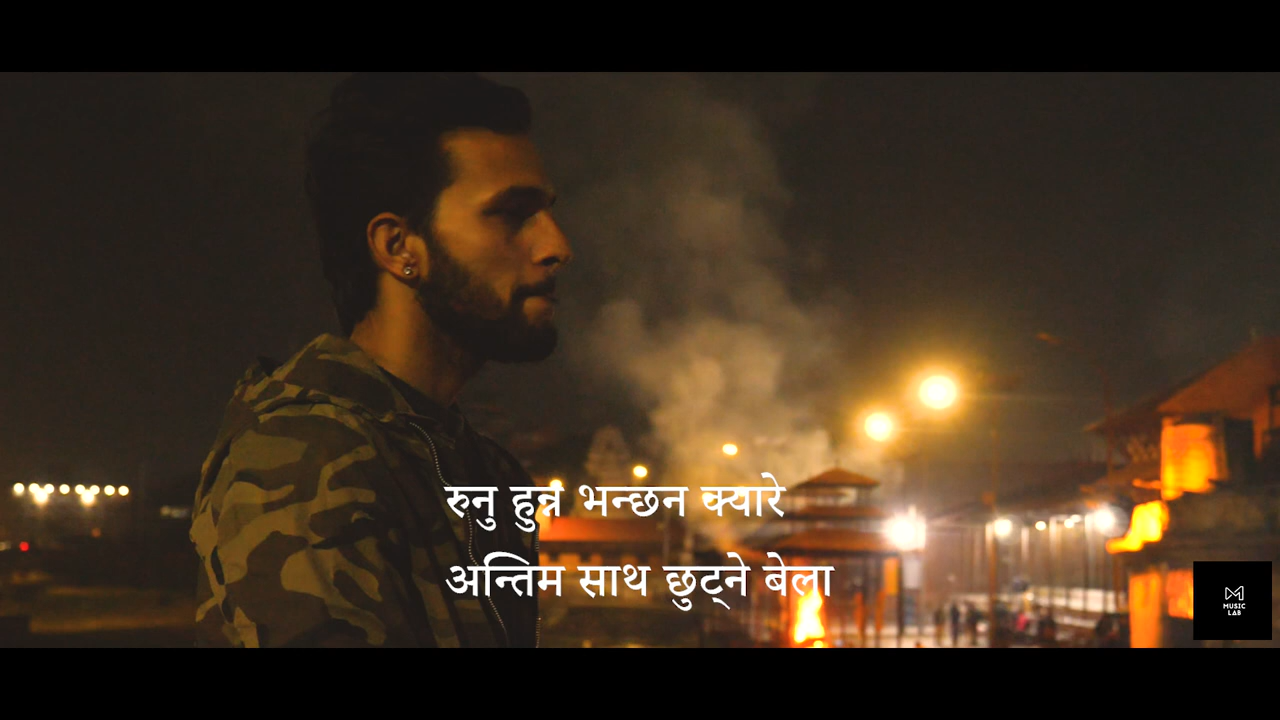 रुनु हुन्न भन्छन क्यारे
अन्तिम साथ छुट्ने बेला
MUSIC
LAB